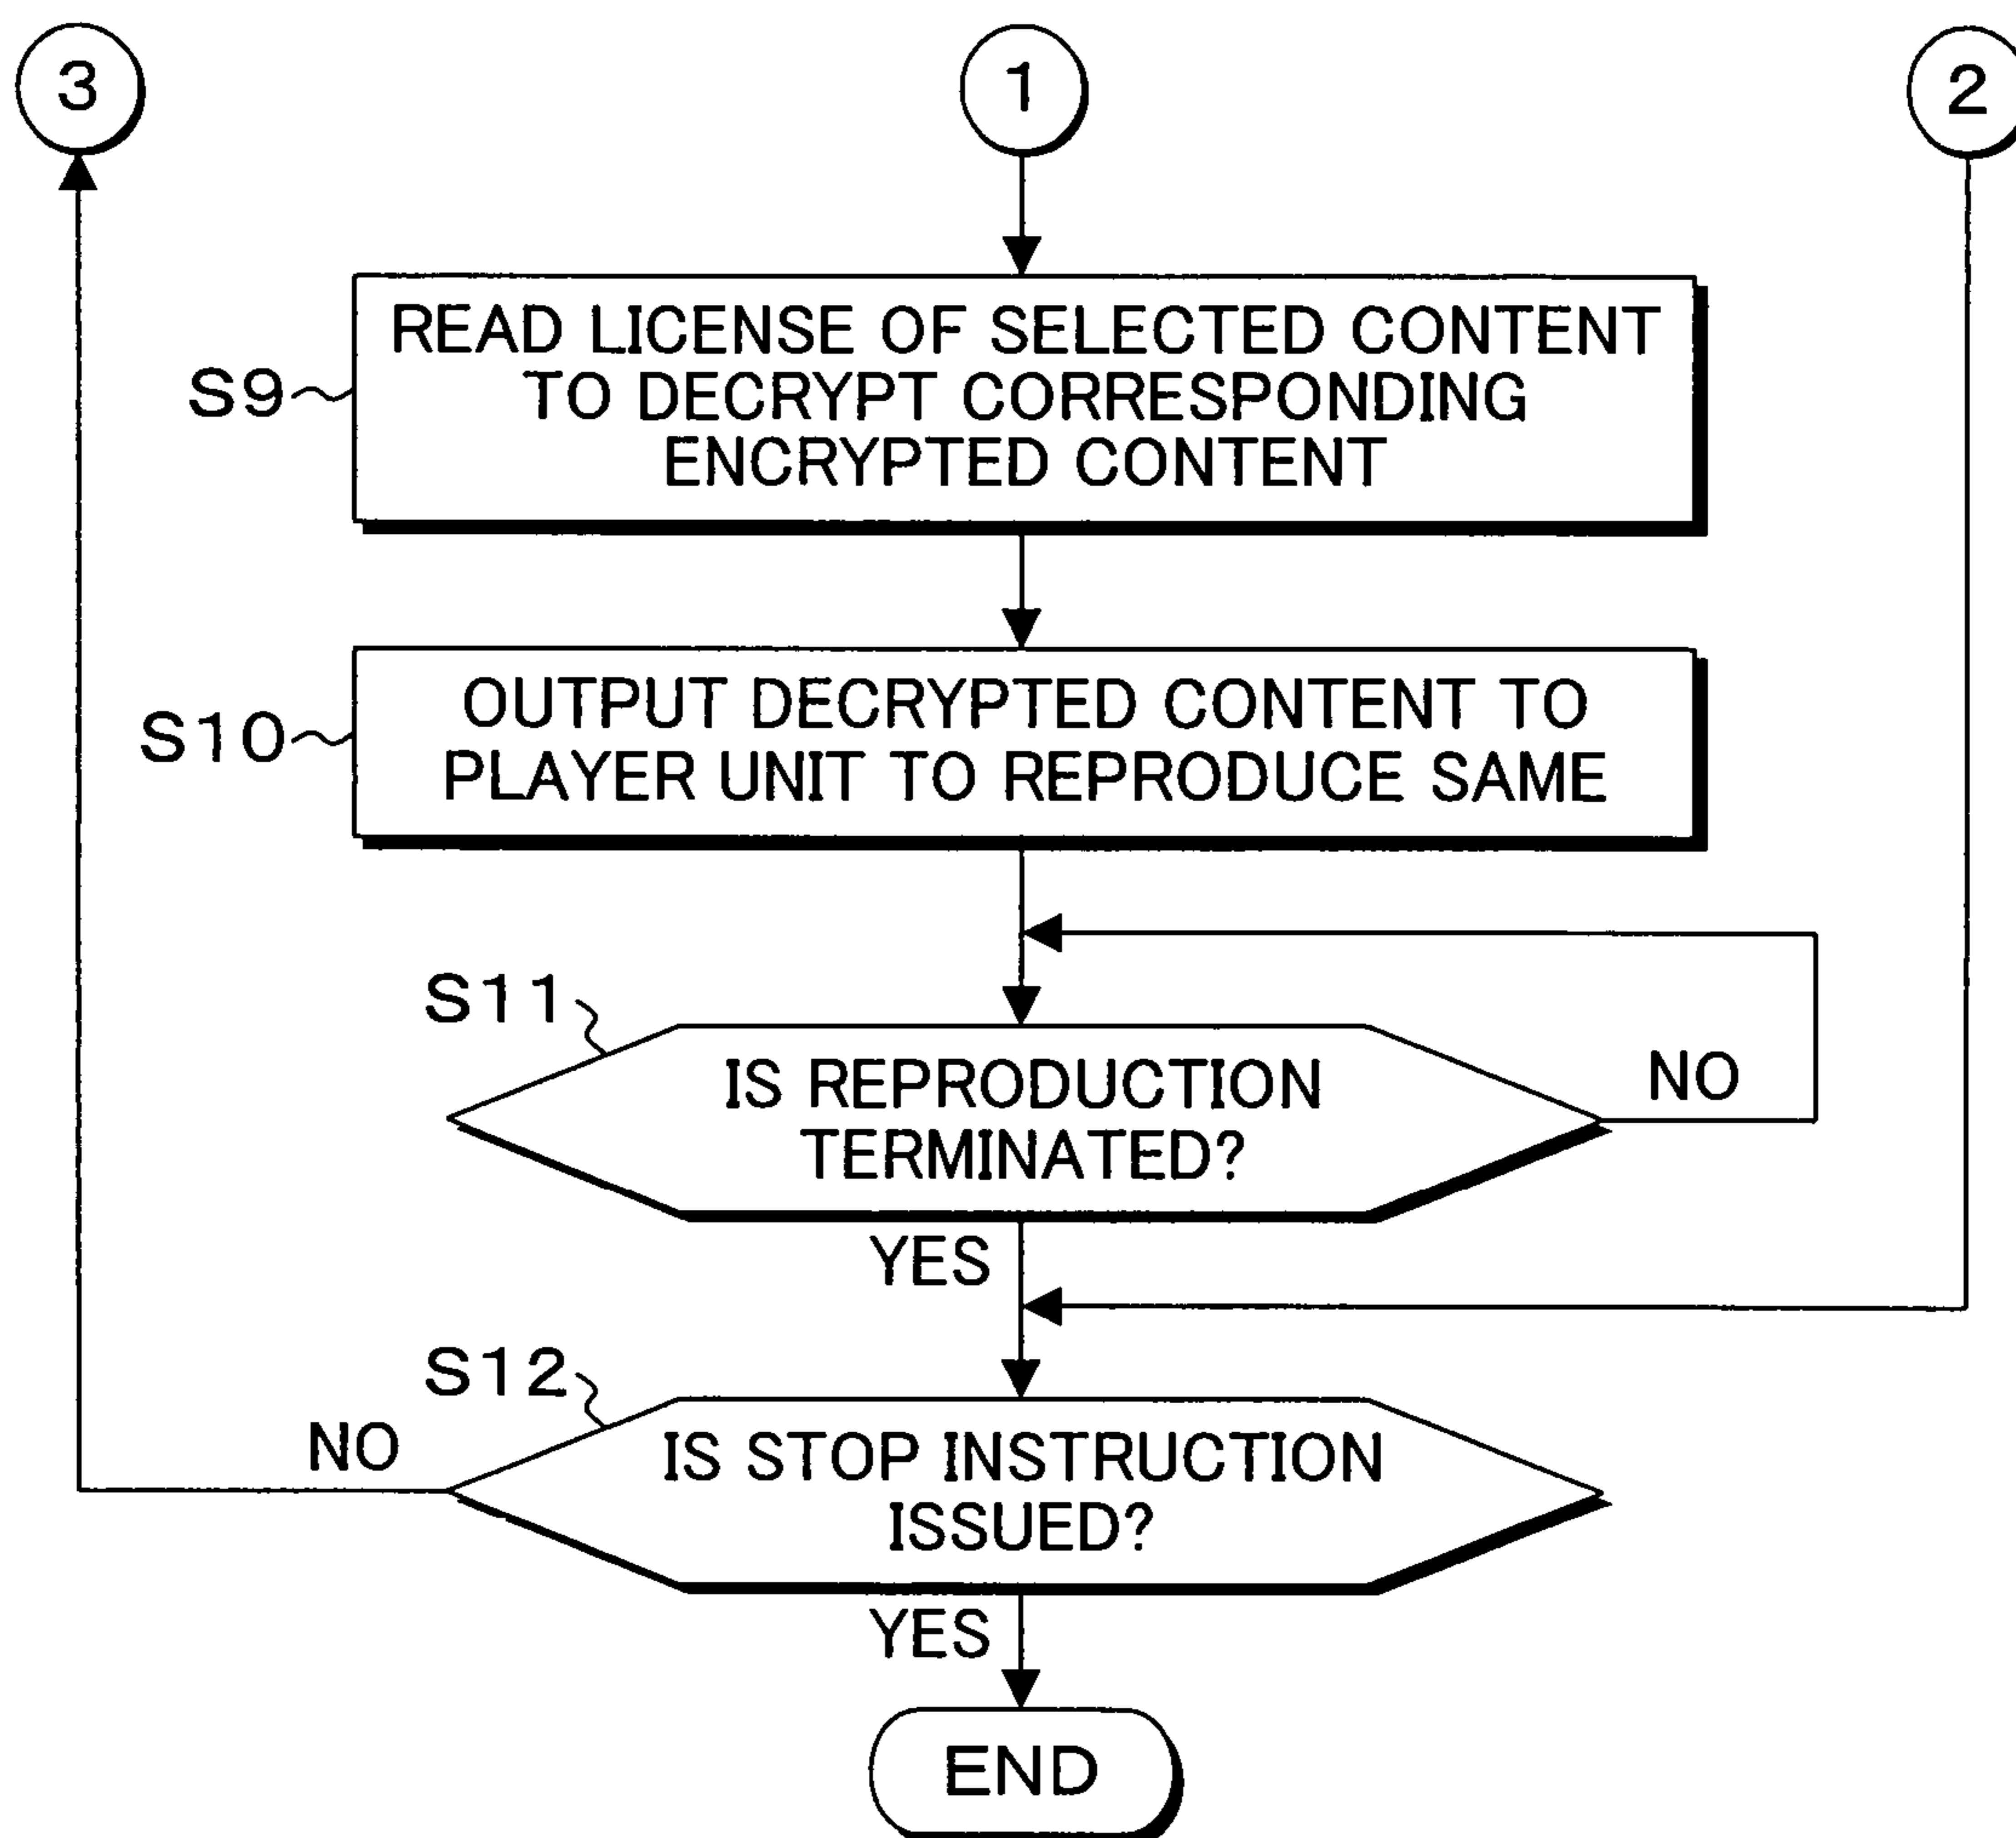 3
1
2
S9
READ LICENSE OF SELECTED CONTENT
TO DECRYPT CORRESPONDING
ENCRYPTED CONTENT
S10
OUTPUT DECRYPTED CONTENT TO
PLAYER UNIT TO REPRODUCE SAME
S11
IS REPRODUCTION
TERMINATED?
NO
YES
S12
NO
IS STOP INSTRUCTION
ISSUED?
YES
END